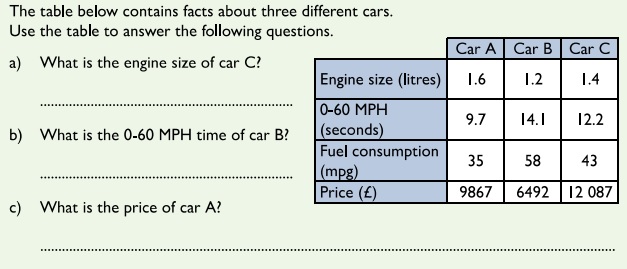 The table below contains facts about three different cars.
Use the table to answer the following questions.
a) What is the engine size of car C?
b) What is the 0-60 MPH time of car B?
c) What is the price of car A?
Car A Car B Car C
Engine size (litres) 1.6 1.2 1.4
0-60 MPH
(seconds) 9.7 14.1 12.2
Fuel consumption
(mpg) 35 58 43
Price (£) 9867 6492 12 087